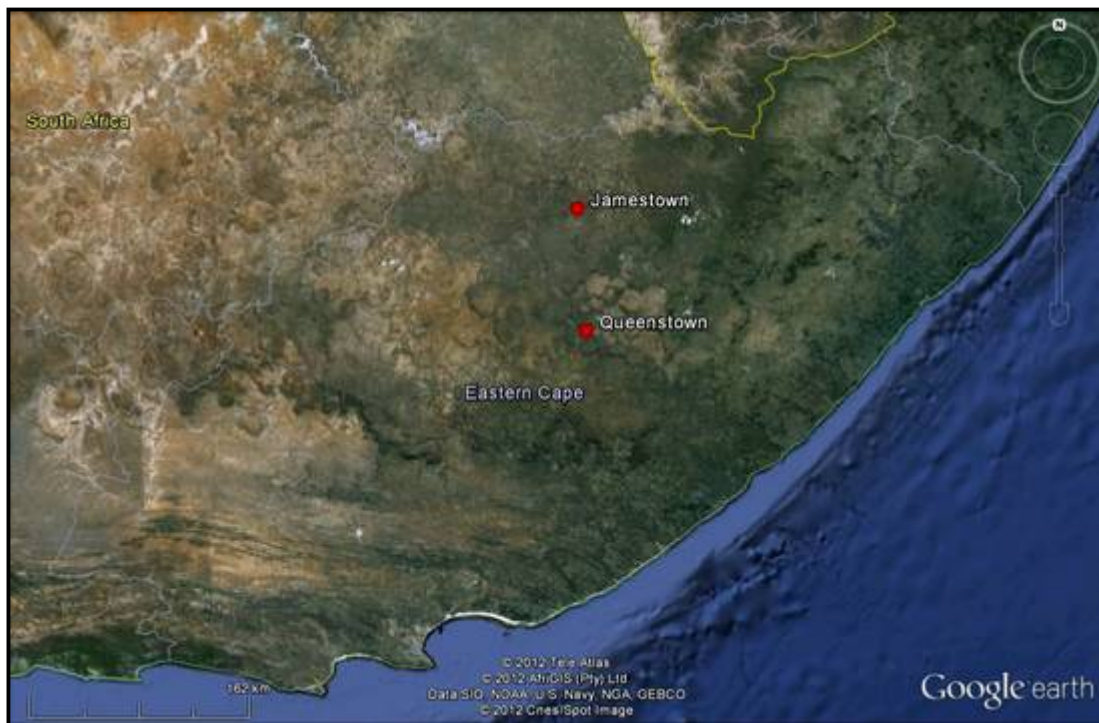 N
South Africa
Jamestown
Queenstown
Eastern Cape
162 km
© 2012 Tele Atlas
© 2012 AfriGIS (Pty) Ltd.
Data SIO, NOAA, U.S. Navy, NGA, GEBCO
© 2012 Cnes/Spot Image
Google earth